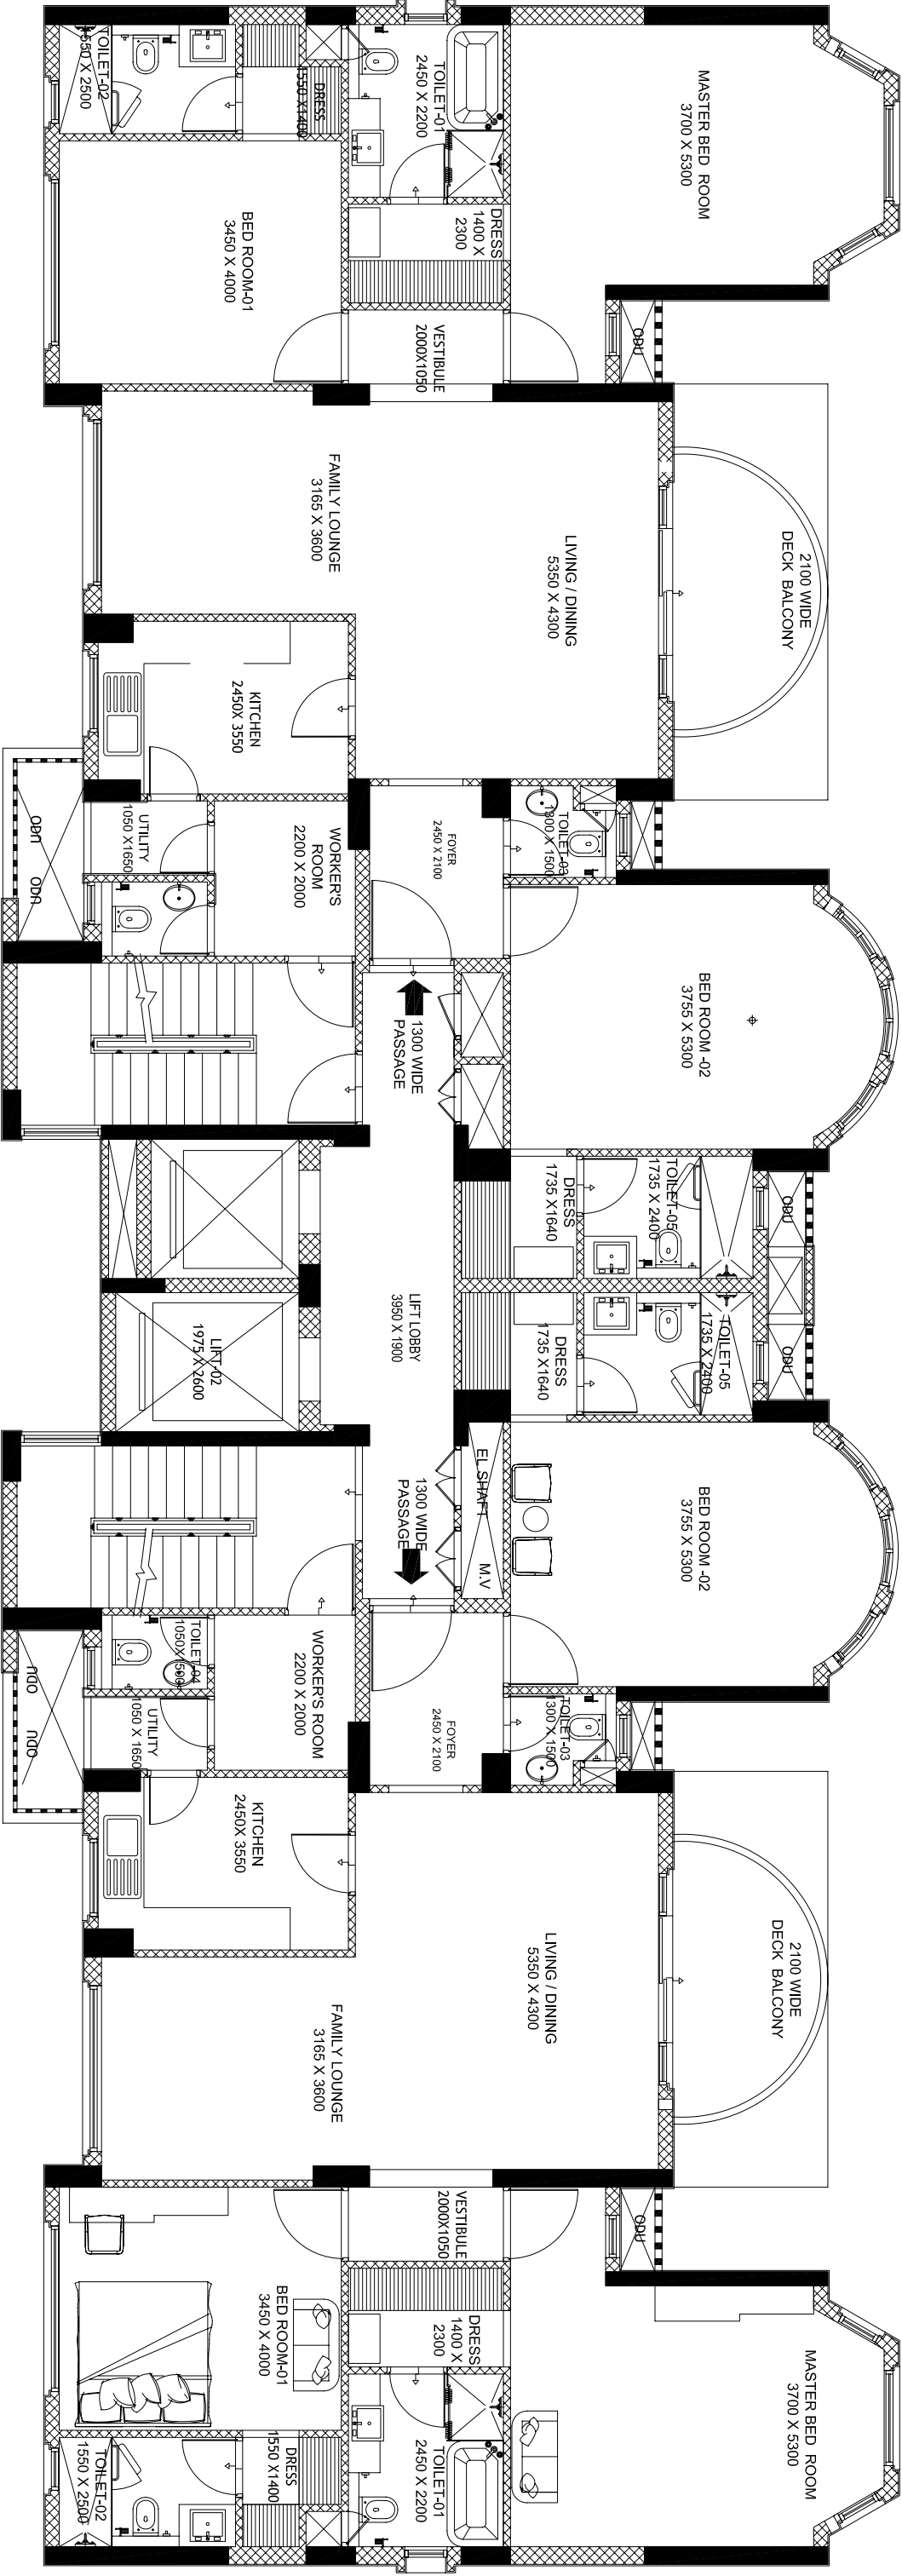 TOILET-02
1550 X 2500
DRESS
1550 X1400
TOILET-01
2450 X 2200
MASTER BED ROOM
3700 X 5300
DRESS
1400 X
2300
BED ROOM-01
3450 X 4000
VESTIBULE
2000X1050
ODU
FAMILY LOUNGE
3165 X 3600
LIVING / DINING
5350 X 4300
2100 WIDE
DECK BALCONY
KITCHEN
2450X 3550
UTILITY
1050 X1650
WORKER'S
ROOM
2200 X 2000
FOYER
2450 X 2100
TOILET-03
1300 X 1500
ODU
ODU
BED ROOM -02
3755 X 5300
1300 WIDE
PASSAGE
TOILET-05
1735 X 2400
DRESS
1735 X1640
ODU
LIFT LOBBY
3950 X 1900
LIFT-02
1975 X 2600
DRESS
1735 X1640
TOILET-05
1735 X 2400
ODU
EL.SHAFT
M.V
1300 WIDE
PASSAGE
BED ROOM -02
3755 X 5300
TOILET-04
1050X1500
WORKER'S ROOM
2200 X 2000
UTILITY
1050 X 1650
ODU
ODU
FOYER
2450 X 2100
TOILET-03
1300 X 1500
KITCHEN
2450X 3550
LIVING / DINING
5350 X 4300
2100 WIDE
DECK BALCONY
FAMILY LOUNGE
3165 X 3600
VESTIBULE
2000X1050
ODU
BED ROOM-01
3450 X 4000
DRESS
1400 X
2300
MASTER BED ROOM
3700 X 5300
TOILET-02
1550 X 2500
DRESS
1550 X1400
TOILET-01
2450 X 2200